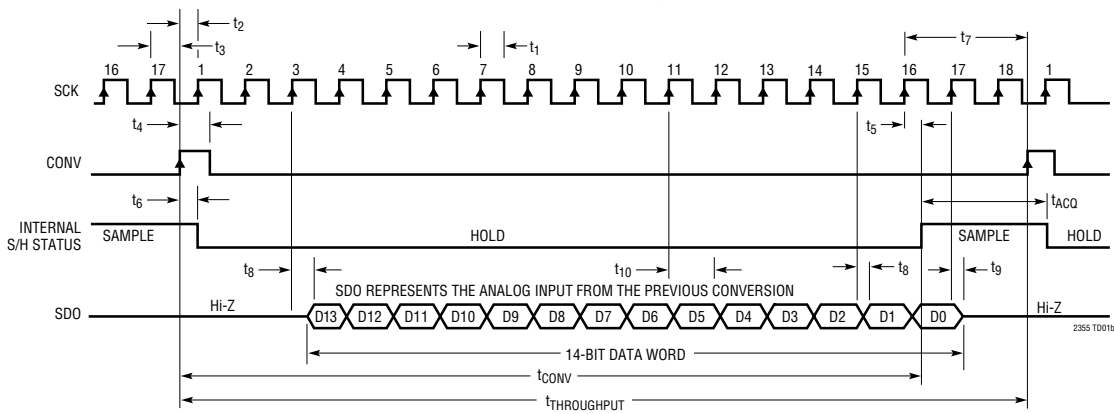 t2
t3
t1
t7
16 17 1 2 3 4 5 6 7 8 9 10 11 12 13 14 15 16 17 18 1
SCK
t4
t5
CONV
t6
tACQ
INTERNAL
S/H STATUS
SAMPLE HOLD SAMPLE HOLD
t8 t10 t8 t9
SDO REPRESENTS THE ANALOG INPUT FROM THE PREVIOUS CONVERSION
Hi-Z Hi-Z
SDO D13 D12 D11 D10 D9 D8 D7 D6 D5 D4 D3 D2 D1 D0
2355 TD01b
14-BIT DATA WORD
tCONV
tTHROUGHPUT